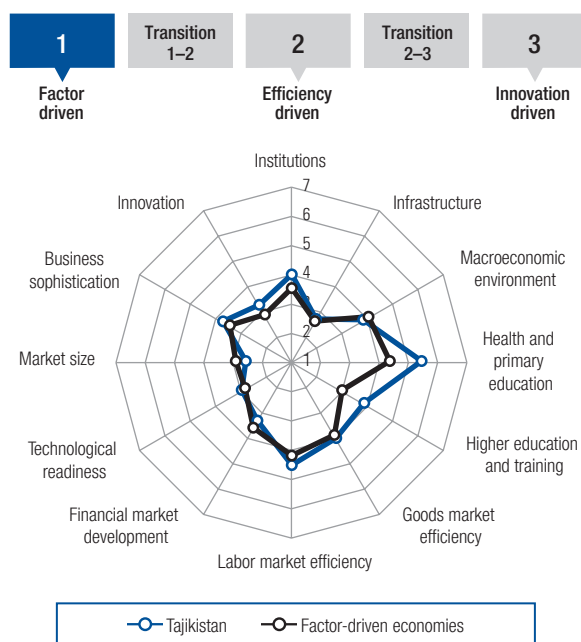 1
Transition
1–2
2
Transition
2–3
3
Factor
driven
Efficiency
driven
Innovation
driven
Institutions
7
Innovation
Infrastructure
6
5
Business
sophistication
Macroeconomic
environment
4
3
2
Market size
1
Health and
primary
education
Technological
readiness
Higher education
and training
Financial market
development
Goods market
efficiency
Labor market efficiency
Tajikistan
Factor-driven economies